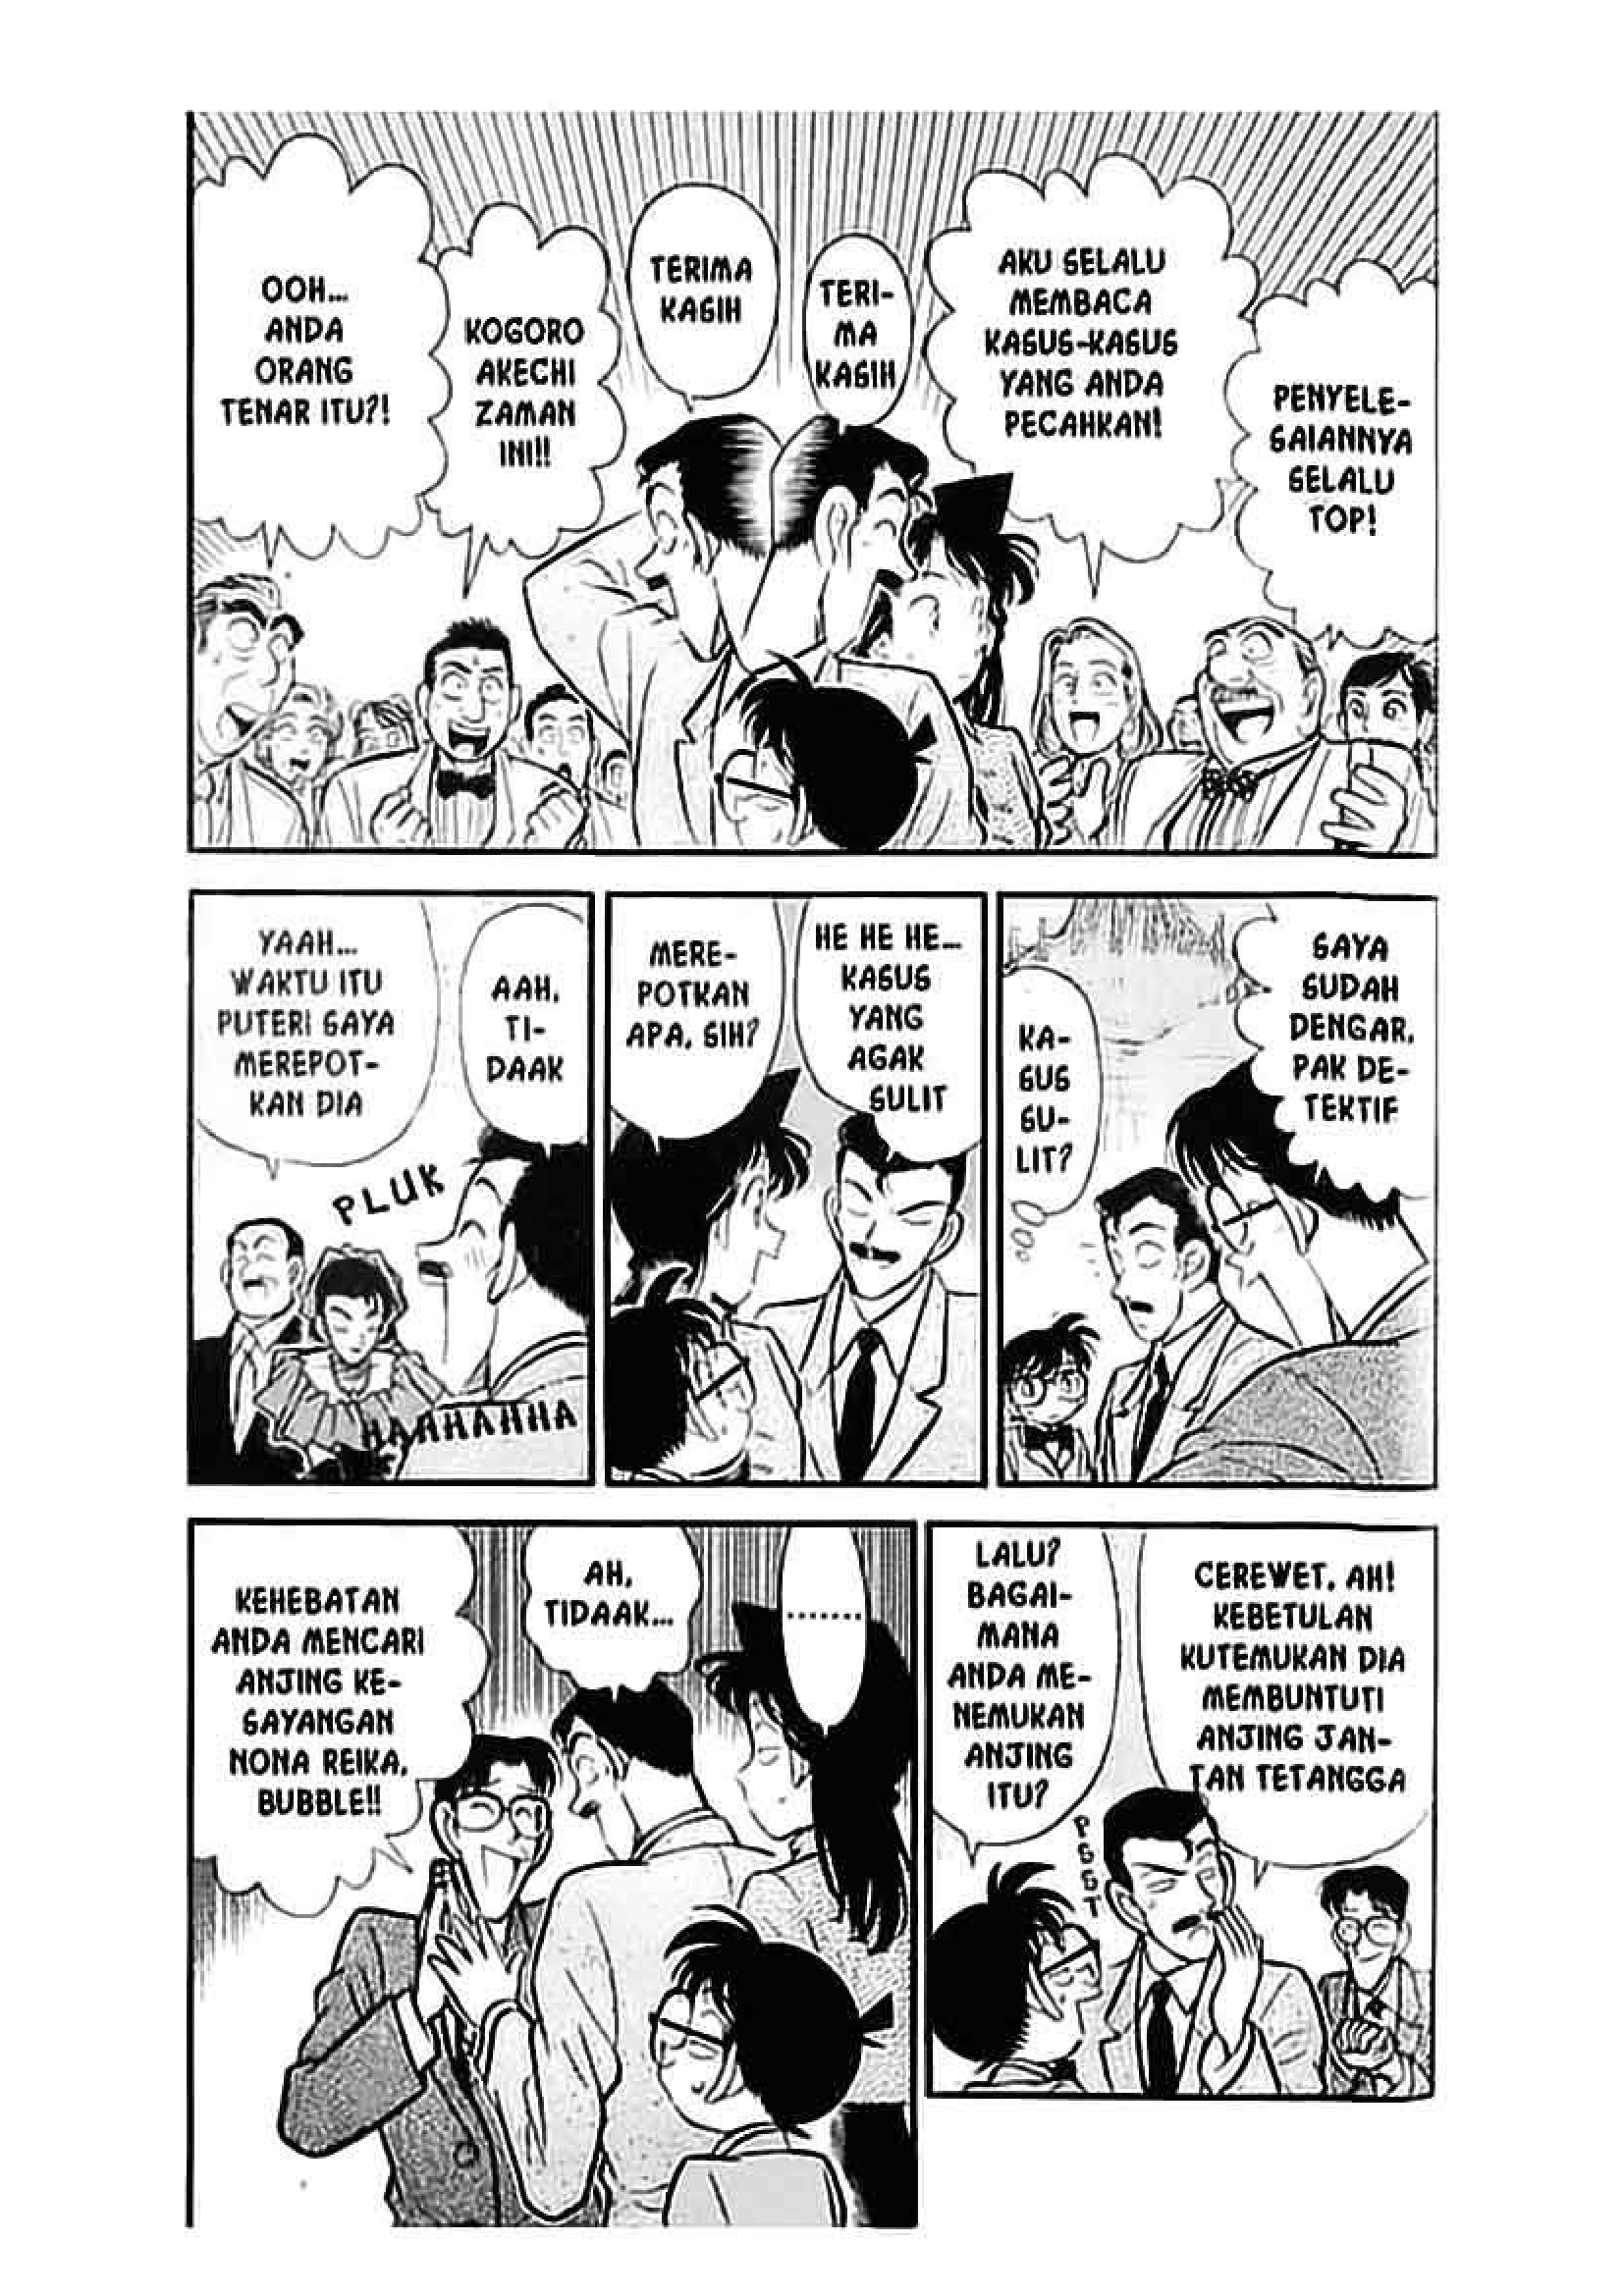 OOH...
ANDA
ORANG
TENAR ITU?!
KOGORO
AKECHI
ZAMAN
INI!!
TERIMA
KASIH
TERI-
MA
KASIH
AKU SELALU
MEMBACA
KASUS-KASUS
YANG ANDA
PECAHKAN!
PENYELE-
SAIANNYA
SELALU
TOP!
YAAH...
WAKTU ITU
PUTERI SAYA
MEREPOT-
KAN DIA
AAH,
TI-
DAAK
PLUK
HAHHAHHA
MERE-
POTKAN
APA, SIH?
HE HE HE...
KASUS
YANG
AGAK
SULIT
KA-
SUS
SU-
LIT?
SAYA
SUDAH
DENGAR,
PAK DE-
TEKTIF
KEHEBATAN
ANDA MENCARI
ANJING KE-
SAYANGAN
NONA REIKA,
BUBBLE!!
AH,
TIDAAK...
........
LALU?
BAGAI-
MANA
ANDA ME-
NEMUKAN
ANJING
ITU?
PSST
CEREWET, AH!
KEBETULAN
KUTEMUKAN DIA
MEMBUNTUTI
ANJING JAN-
TAN TETANGGA